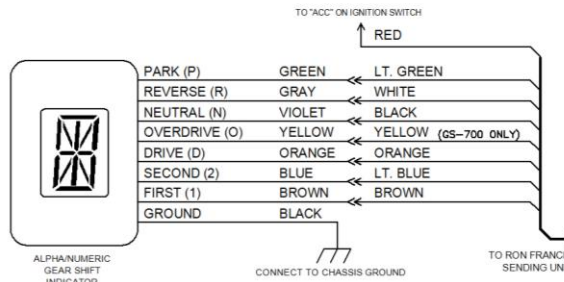 TO "ACC" ON IGNITION SWITCH
RED
PARK (P) GREEN LT. GREEN
REVERSE (R) GRAY WHITE
NEUTRAL (N) VIOLET BLACK
OVERDRIVE (O) YELLOW YELLOW (GS-700 ONLY)
DRIVE (D) ORANGE ORANGE
SECOND (2) BLUE LT. BLUE
FIRST (1) BROWN BROWN
GROUND BLACK
ALPHA/NUMERIC
GEAR SHIFT
INDICATOR
CONNECT TO CHASSIS GROUND
TO RON FRANC
SENDING UN